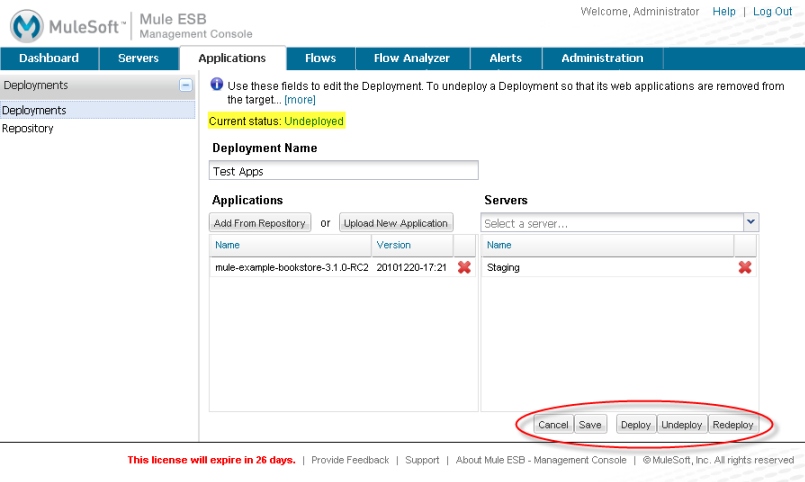 MuleSoft™ Mule ESB
Management Console
Welcome, Administrator Help | Log Out
Dashboard Servers Applications Flows Flow Analyzer Alerts Administration
Deployments
Deployments
Repository
Use these fields to edit the Deployment. To undeploy a Deployment so that its web applications are removed from
the target... [more]
Current status: Undeployed
Deployment Name
Test Apps
Applications
Add From Repository or Upload New Application
Name Version
mule-example-bookstore-3.1.0-RC2 20101220-17:21
Servers
Select a server...
Name
Staging
Cancel Save Deploy Undeploy Redeploy
This license will expire in 26 days. | Provide Feedback | Support | About Mule ESB - Management Console | ©MuleSoft, Inc. All rights reserved